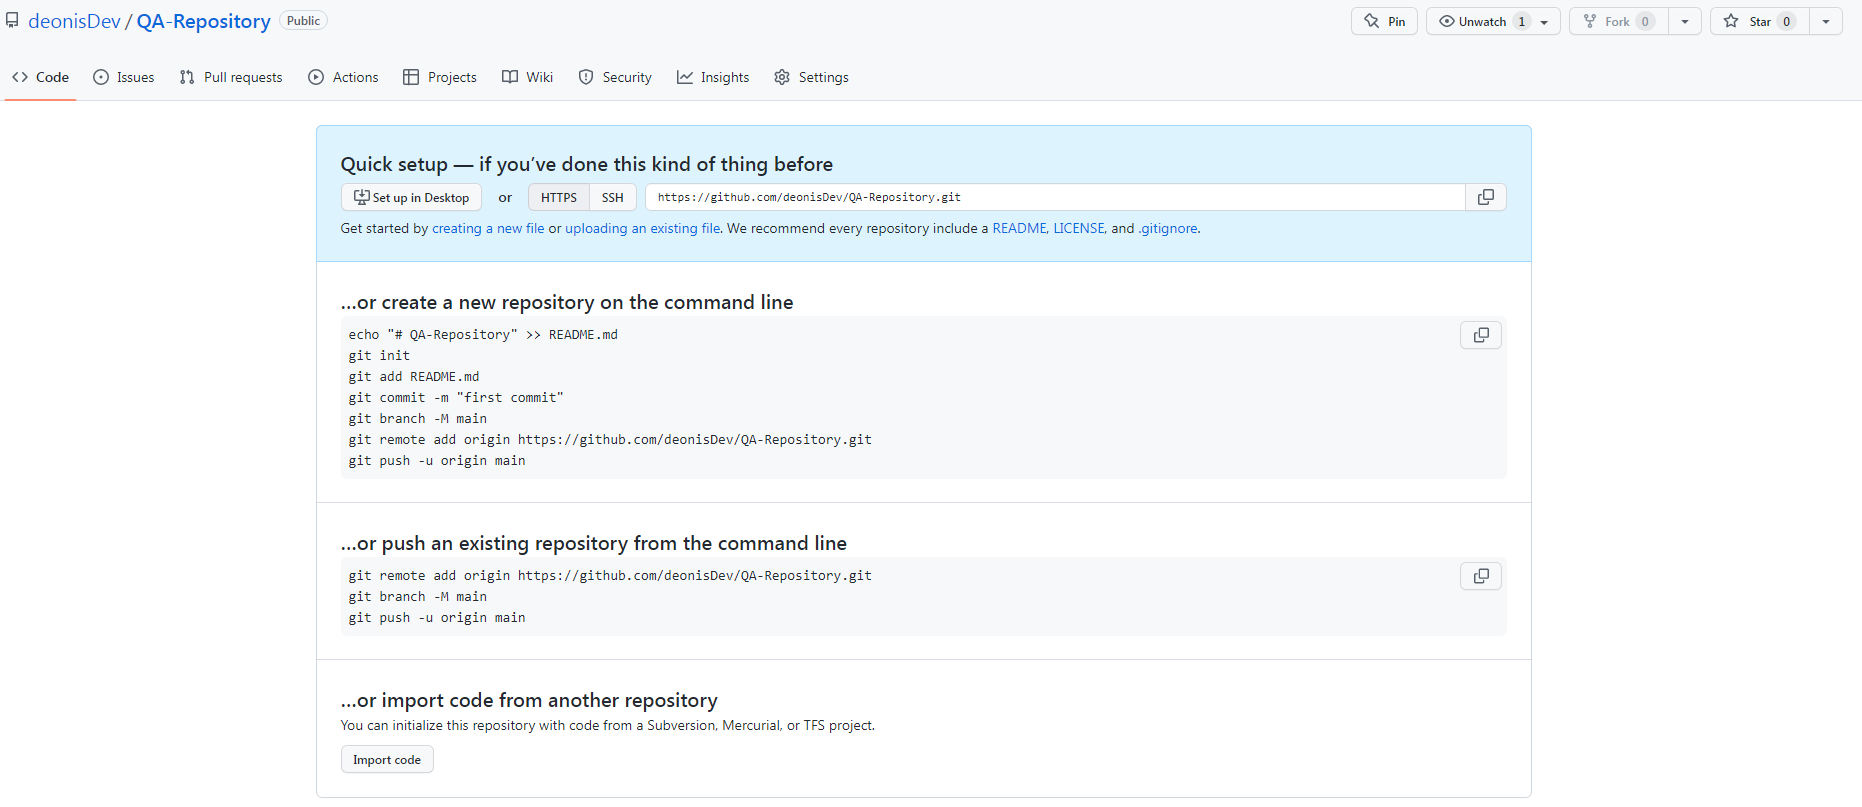 deonisDev / QA-Repository Public
Pin Unwatch 1 Fork 0 Star 0
Code Issues Pull requests Actions Projects Wiki Security Insights Settings
Quick setup — if you’ve done this kind of thing before
Set up in Desktop or HTTPS SSH https://github.com/deonisDev/QA-Repository.git
Get started by creating a new file or uploading an existing file. We recommend every repository include a README, LICENSE, and .gitignore.
…or create a new repository on the command line
echo "# QA-Repository" >> README.md
git init
git add README.md
git commit -m "first commit"
git branch -M main
git remote add origin https://github.com/deonisDev/QA-Repository.git
git push -u origin main
…or push an existing repository from the command line
git remote add origin https://github.com/deonisDev/QA-Repository.git
git branch -M main
git push -u origin main
…or import code from another repository
You can initialize this repository with code from a Subversion, Mercurial, or TFS project.
Import code